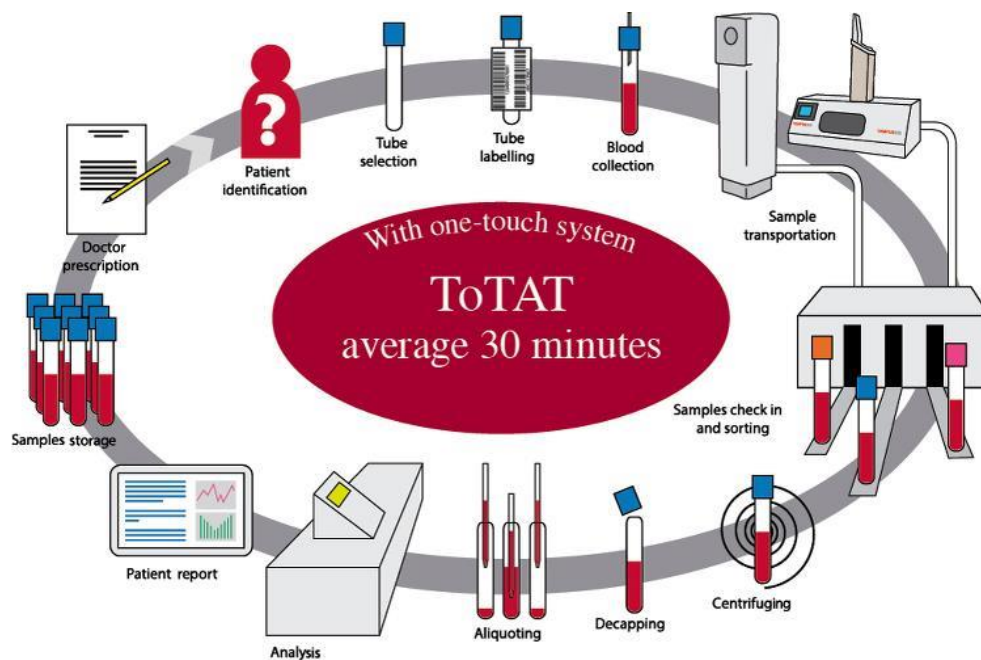 Doctor
prescription
Patient
identification
Tube
selection
Tube
labelling
Blood
collection
Sample
transportation
Samples check in
and sorting
Centrifuging
Decapping
Aliquoting
Analysis
Patient report
Samples storage
With one-touch system
ToTAT
average 30 minutes